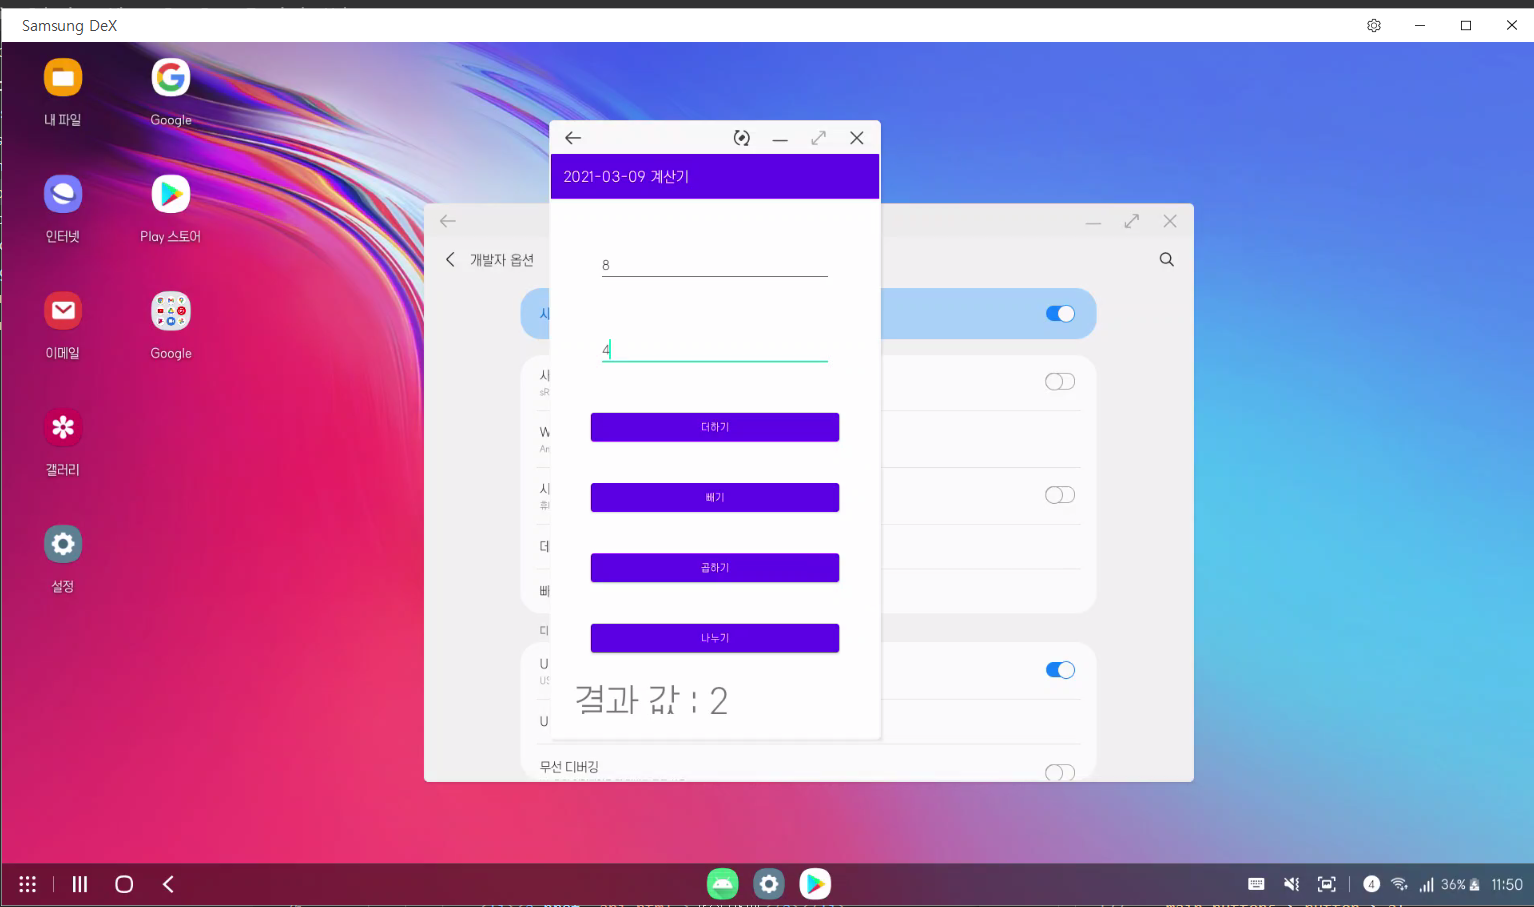 Samsung DeX
내 파일
Google
인터넷
Play 스토어
이메일
Google
갤러리
설정
2021-03-09 계산기
8
4
더하기
빼기
곱하기
나누기
결과 값 : 2
개발자 옵션
무선 디버깅
4
36%
11:50